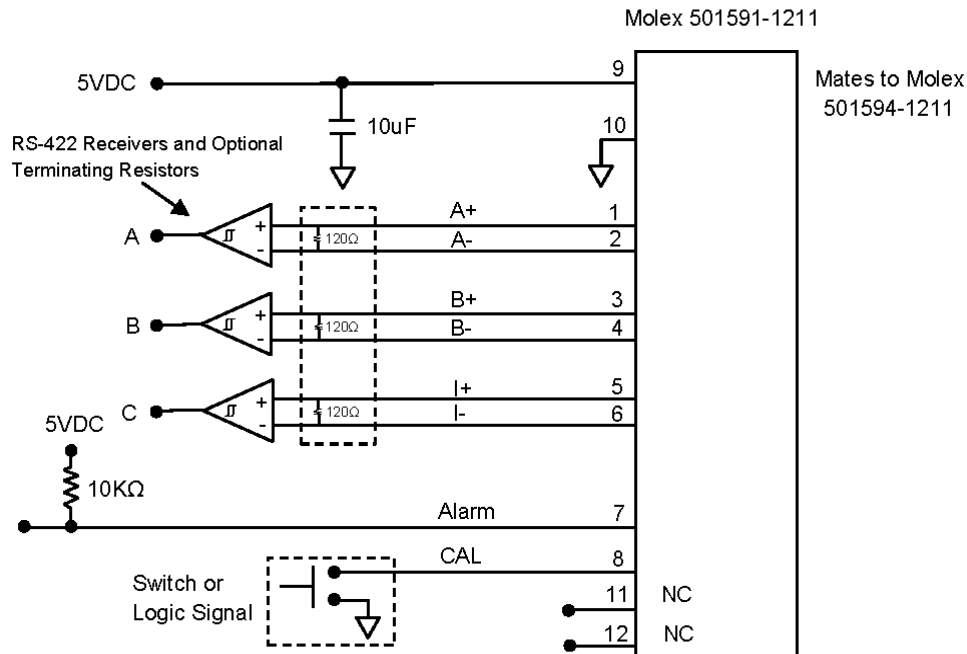 Molex 501591-1211
Mates to Molex
501594-1211
5VDC
9
10uF
10
RS-422 Receivers and Optional
Terminating Resistors
A
+
-
120Ω
A+
A-
1
2
B
+
-
120Ω
B+
B-
3
4
C
+
-
120Ω
I+
I-
5
6
5VDC
10KΩ
Alarm
7
CAL
8
Switch or
Logic Signal
11
NC
12
NC